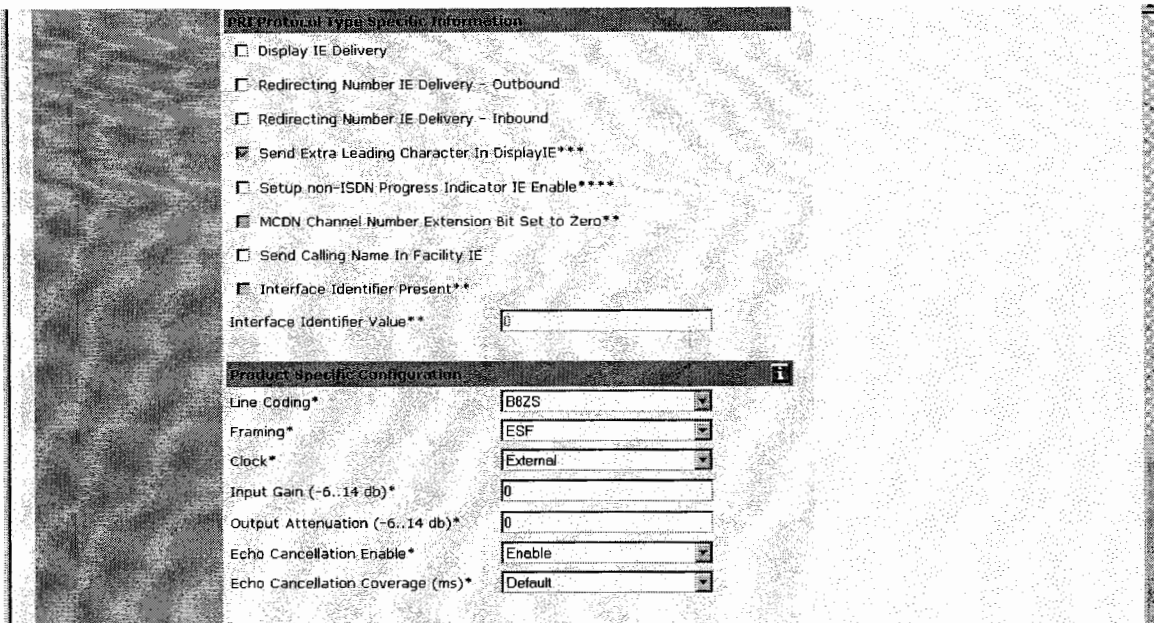 PRI Protocol Type Specific Information
Display IE Delivery
Redirecting Number IE Delivery - Outbound
Redirecting Number IE Delivery - Inbound
Send Extra Leading Character In DisplayIE***
Setup non-ISDN Progress Indicator IE Enable****
MCDN Channel Number Extension Bit Set to Zero**
Send Calling Name In Facility IE
Interface Identifier Present**
Interface Identifier Value** 0
Product Specific Configuration i
Line Coding* B8ZS
Framing* ESF
Clock* External
Input Gain (-6..14 db)* 0
Output Attenuation (-6..14 db)* 0
Echo Cancellation Enable* Enable
Echo Cancellation Coverage (ms)* Default